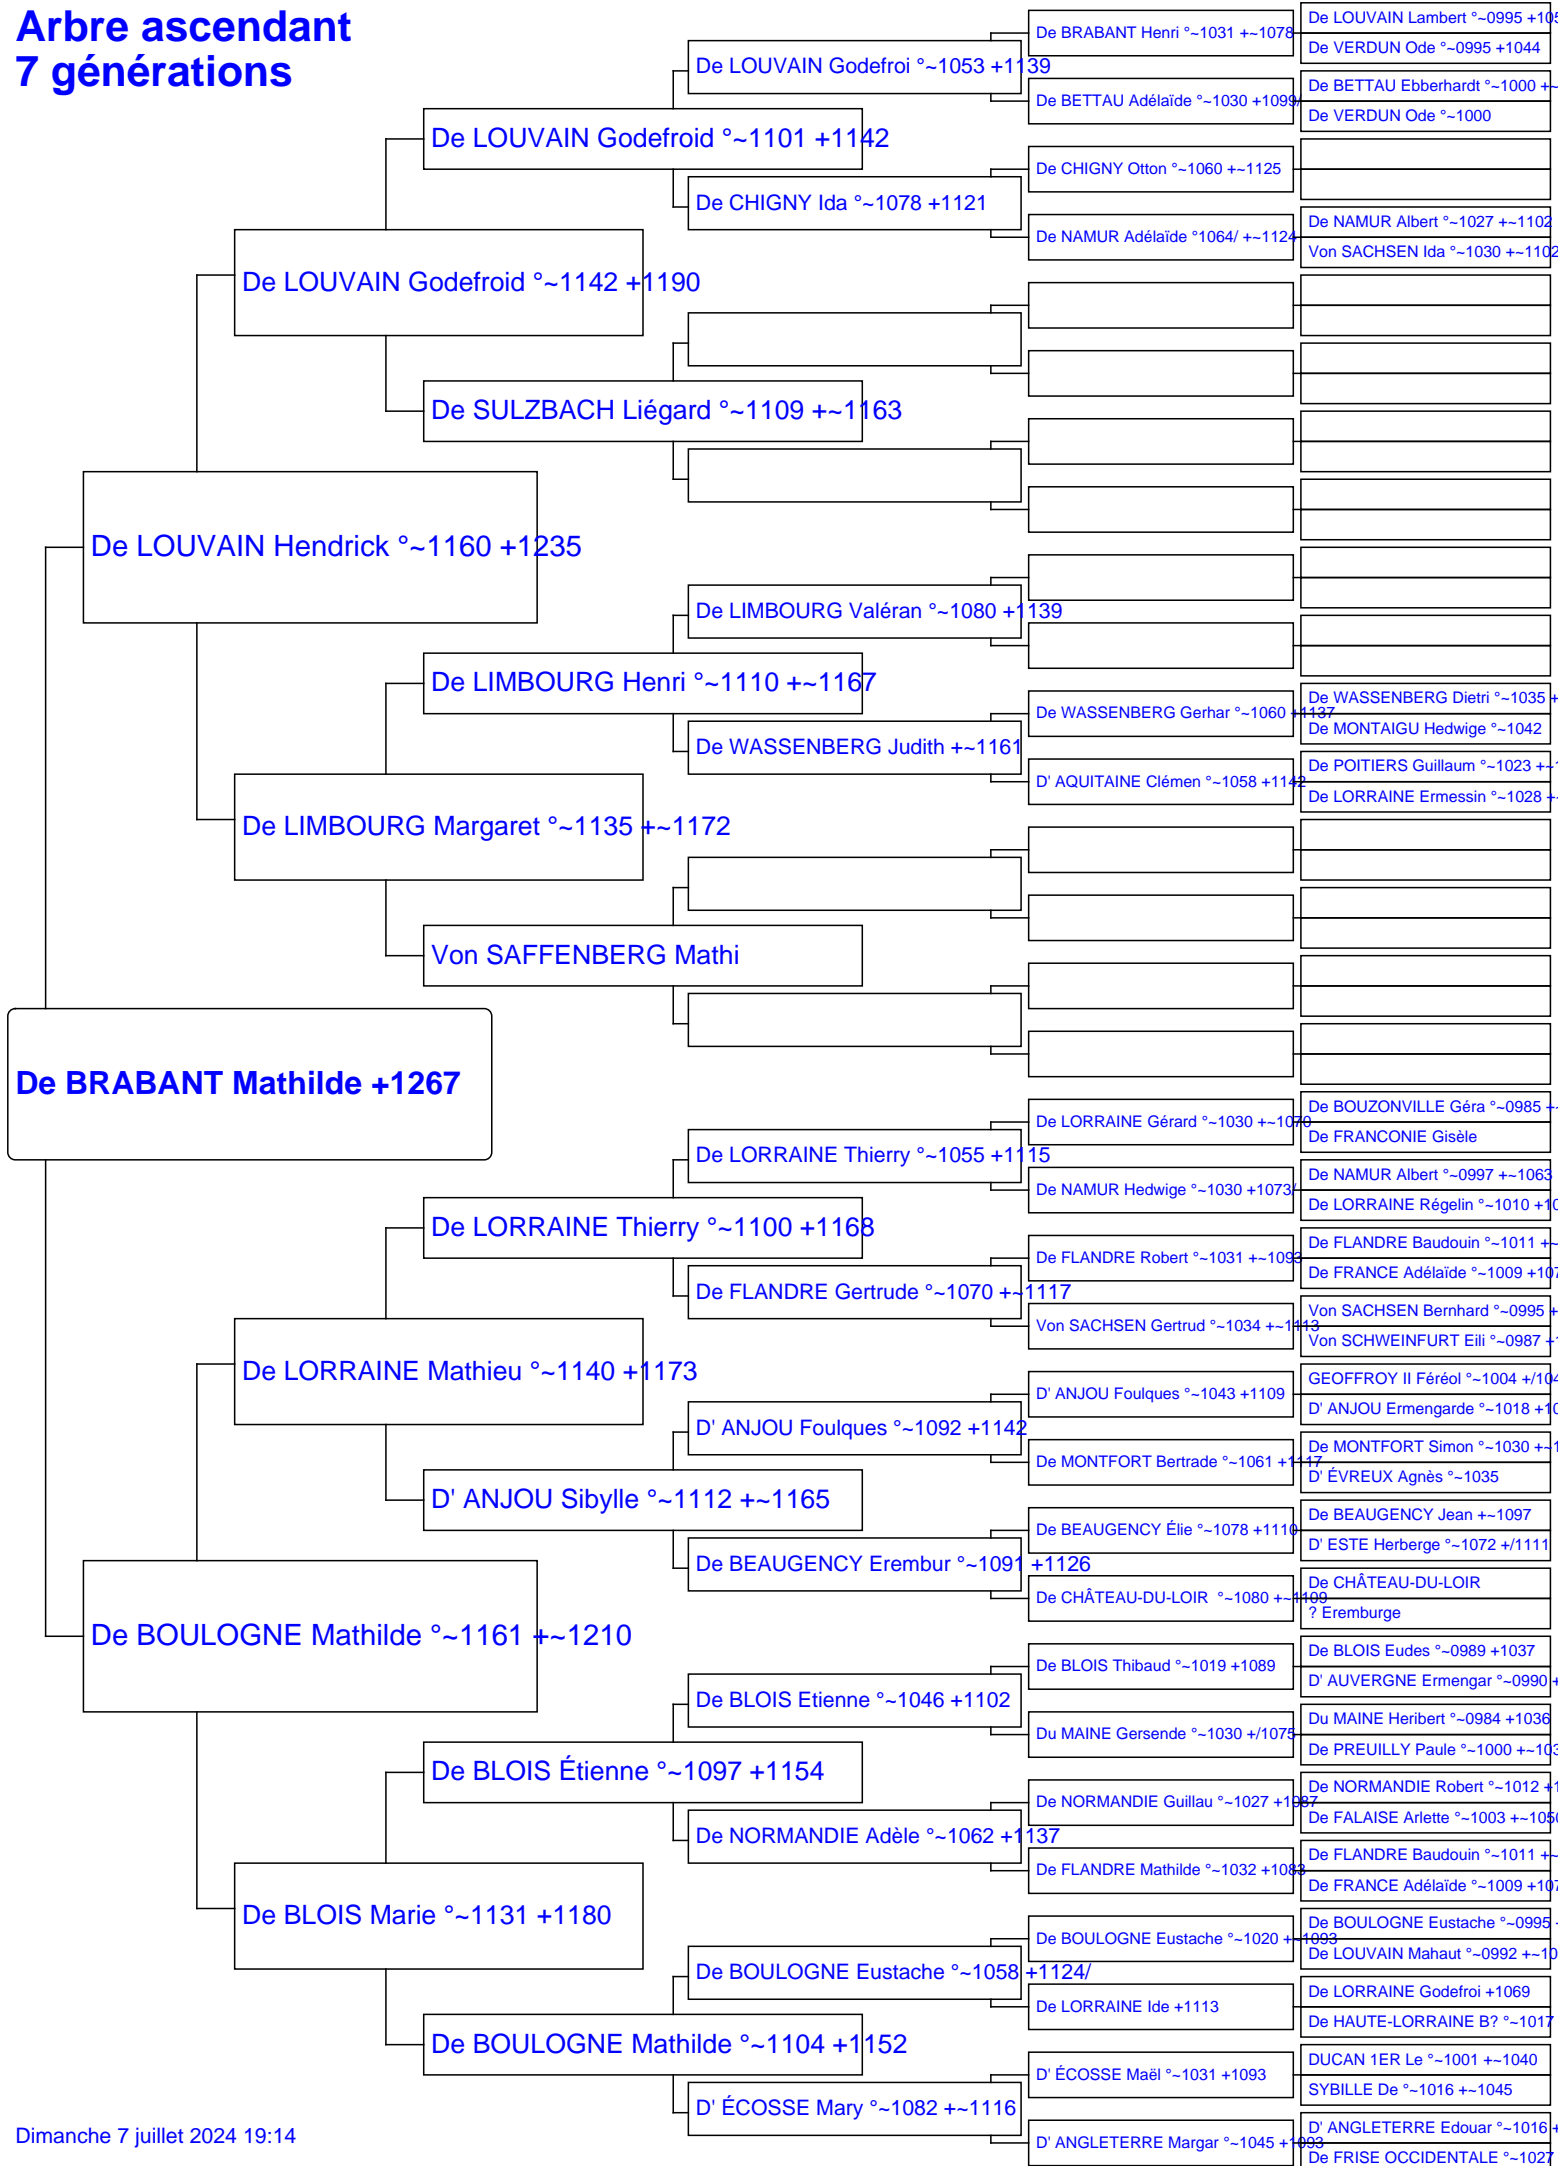 Arbre ascendant
7 générations
De BRABANT Mathilde +1267
De LOUVAIN Hendrick °~1160 +1235
De BOULOGNE Mathilde °~1161 +~1210
De LOUVAIN Godefroid °~1142 +1190
De LIMBOURG Margaret °~1135 +~1172
De LORRAINE Mathieu °~1140 +1173
De BLOIS Marie °~1131 +1180
De LOUVAIN Godefroid °~1101 +1142
De SULZBACH Liégard °~1109 +~1163
De LIMBOURG Henri °~1110 +~1167
Von SAFFENBERG Mathi
De LORRAINE Thierry °~1100 +1168
D' ANJOU Sibylle °~1112 +~1165
De BLOIS Étienne °~1097 +1154
De BOULOGNE Mathilde °~1104 +1152
De LOUVAIN Godefroi °~1053 +1139
De CHIGNY Ida °~1078 +1121
De LIMBOURG Valéran °~1080 +1139
De WASSENBERG Judith +~1161
De LORRAINE Thierry °~1055 +1115
De FLANDRE Gertrude °~1070 +~1117
D' ANJOU Foulques °~1092 +1142
De BEAUGENCY Erembur °~1091 +1126
De BLOIS Etienne °~1046 +1102
De NORMANDIE Adèle °~1062 +1137
De BOULOGNE Eustache °~1058 +1124/
D' ÉCOSSE Mary °~1082 +~1116
De BRABANT Henri °~1031 +~1078
De BETTAU Adélaïde °~1030 +1099/
De CHIGNY Otton °~1060 +~1125
De NAMUR Adélaïde °1064/ +~1124
De WASSENBERG Gerhar °~1060 +1137
D' AQUITAINE Clémen °~1058 +1142
De LORRAINE Gérard °~1030 +~1070
De NAMUR Hedwige °~1030 +1073/
De FLANDRE Robert °~1031 +~1093
Von SACHSEN Gertrud °~1034 +~1113
D' ANJOU Foulques °~1043 +1109
De MONTFORT Bertrade °~1061 +1117
De BEAUGENCY Élie °~1078 +1110
De CHÂTEAU-DU-LOIR °~1080 +~1109
De BLOIS Thibaud °~1019 +1089
Du MAINE Gersende °~1030 +/1075
De NORMANDIE Guillau °~1027 +1087
De FLANDRE Mathilde °~1032 +1083
De BOULOGNE Eustache °~1020 +~1093
De LORRAINE Ide +1113
D' ÉCOSSE Maël °~1031 +1093
D' ANGLETERRE Margar °~1045 +1093
De LOUVAIN Lambert °~0995 +105
De VERDUN Ode °~0995 +1044
De BETTAU Ebberhardt °~1000 +~
De VERDUN Ode °~1000
De NAMUR Albert °~1027 +~1102
Von SACHSEN Ida °~1030 +~1102
De WASSENBERG Dietri °~1035 +
De MONTAIGU Hedwige °~1042
De POITIERS Guillaum °~1023 +~1
De LORRAINE Ermessin °~1028 +~
De BOUZONVILLE Géra °~0985 +~
De FRANCONIE Gisèle
De NAMUR Albert °~0997 +~1063
De LORRAINE Régelin °~1010 +10
De FLANDRE Baudouin °~1011 +~
De FRANCE Adélaïde °~1009 +107
Von SACHSEN Bernhard °~0995 +
Von SCHWEINFURT Eili °~0987 +1
GEOFFROY II Féréol °~1004 +/104
D' ANJOU Ermengarde °~1018 +10
De MONTFORT Simon °~1030 +~1
D' ÉVREUX Agnès °~1035
De BEAUGENCY Jean +~1097
D' ESTE Herberge °~1072 +/1111
De CHÂTEAU-DU-LOIR
? Eremburge
De BLOIS Eudes °~0989 +1037
D' AUVERGNE Ermengar °~0990 +
Du MAINE Heribert °~0984 +1036
De PREUILLY Paule °~1000 +~103
De NORMANDIE Robert °~1012 +1
De FALAISE Arlette °~1003 +~1050
De FLANDRE Baudouin °~1011 +~
De FRANCE Adélaïde °~1009 +107
De BOULOGNE Eustache °~0995 +
De LOUVAIN Mahaut °~0992 +~10
De LORRAINE Godefroi +1069
De HAUTE-LORRAINE B? °~1017
DUCAN 1ER Le °~1001 +~1040
SYBILLE De °~1016 +~1045
D' ANGLETERRE Edouar °~1016 +
De FRISE OCCIDENTALE °~1027
Dimanche 7 juillet 2024 19:14